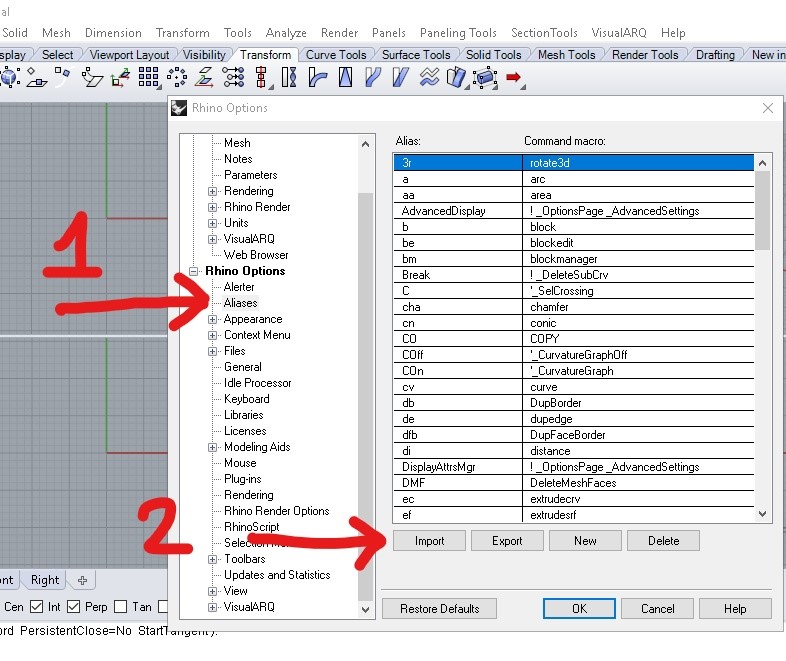 al
Solid Mesh Dimension Transform Tools Analyze Render Panels Paneling Tools SectionTools VisualARQ Help
splay Select Viewport Layout Visibility Transform Curve Tools Surface Tools Solid Tools Mesh Tools Render Tools Drafting New in
Rhino Options
Mesh
Notes
Parameters
Rendering
Rhino Render
Units
VisualARQ
Web Browser
Rhino Options
Alerter
Aliases
Appearance
Context Menu
Files
General
Idle Processor
Keyboard
Libraries
Licenses
Modeling Aids
Mouse
Plug-ins
Rendering
Rhino Render Options
RhinoScript
Toolbars
Updates and Statistics
View
VisualARQ
1
2
Alias: Command macro:
3r rotate3d
a arc
aa area
AdvancedDisplay ! _OptionsPage _AdvancedSettings
b block
be blockedit
bm blockmanager
Break ! _DeleteSubCrv
C '_SelCrossing
cha chamfer
cn conic
CO COPY
COff '_CurvatureGraphOff
COn '_CurvatureGraph
cv curve
db DupBorder
de dupedge
dfb DupFaceBorder
di distance
DisplayAttrsMgr ! _OptionsPage _AdvancedSettings
DMF DeleteMeshFaces
ec extrudecrv
ef extrudesrf
Import Export New Delete
Restore Defaults OK Cancel Help
ont Right
Cen Int Perp Tan
ord PersistentClose=No StartTangent):